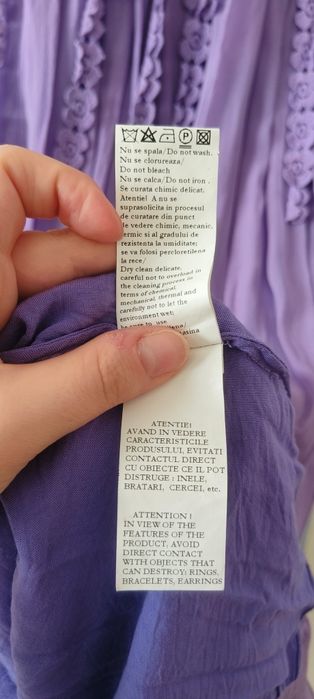 P
Nu se spala/Do not wash.
Nu se clorureaza/
Do not bleach
Nu se calca/Do not iron .
Se curata chimic delicat.
Atentie! A nu se
suprasolicita in procesul
de curatare din punct
de vedere chimic, mecanic,
termic si al gradului de
rezistenta la umiditate;
se va folosi percloretilena
la rece/
Dry clean delicate.
careful not to overload in
the cleaning process in
terms of chemical,
mechanical, thermal and
carefully not to let the
environment wet;
be sure to use
ATENTIE!
AVAND IN VEDERE
CARACTERISTICILE
PRODUSULUI, EVITATI
CONTACTUL DIRECT
CU OBIECTE CE IL POT
DISTRUGE : INELE,
BRATARI, CERCEI, etc.
ATTENTION !
IN VIEW OF THE
FEATURES OF THE
PRODUCT, AVOID
DIRECT CONTACT
WITH OBJECTS THAT
CAN DESTROY: RINGS,
BRACELETS, EARRINGS